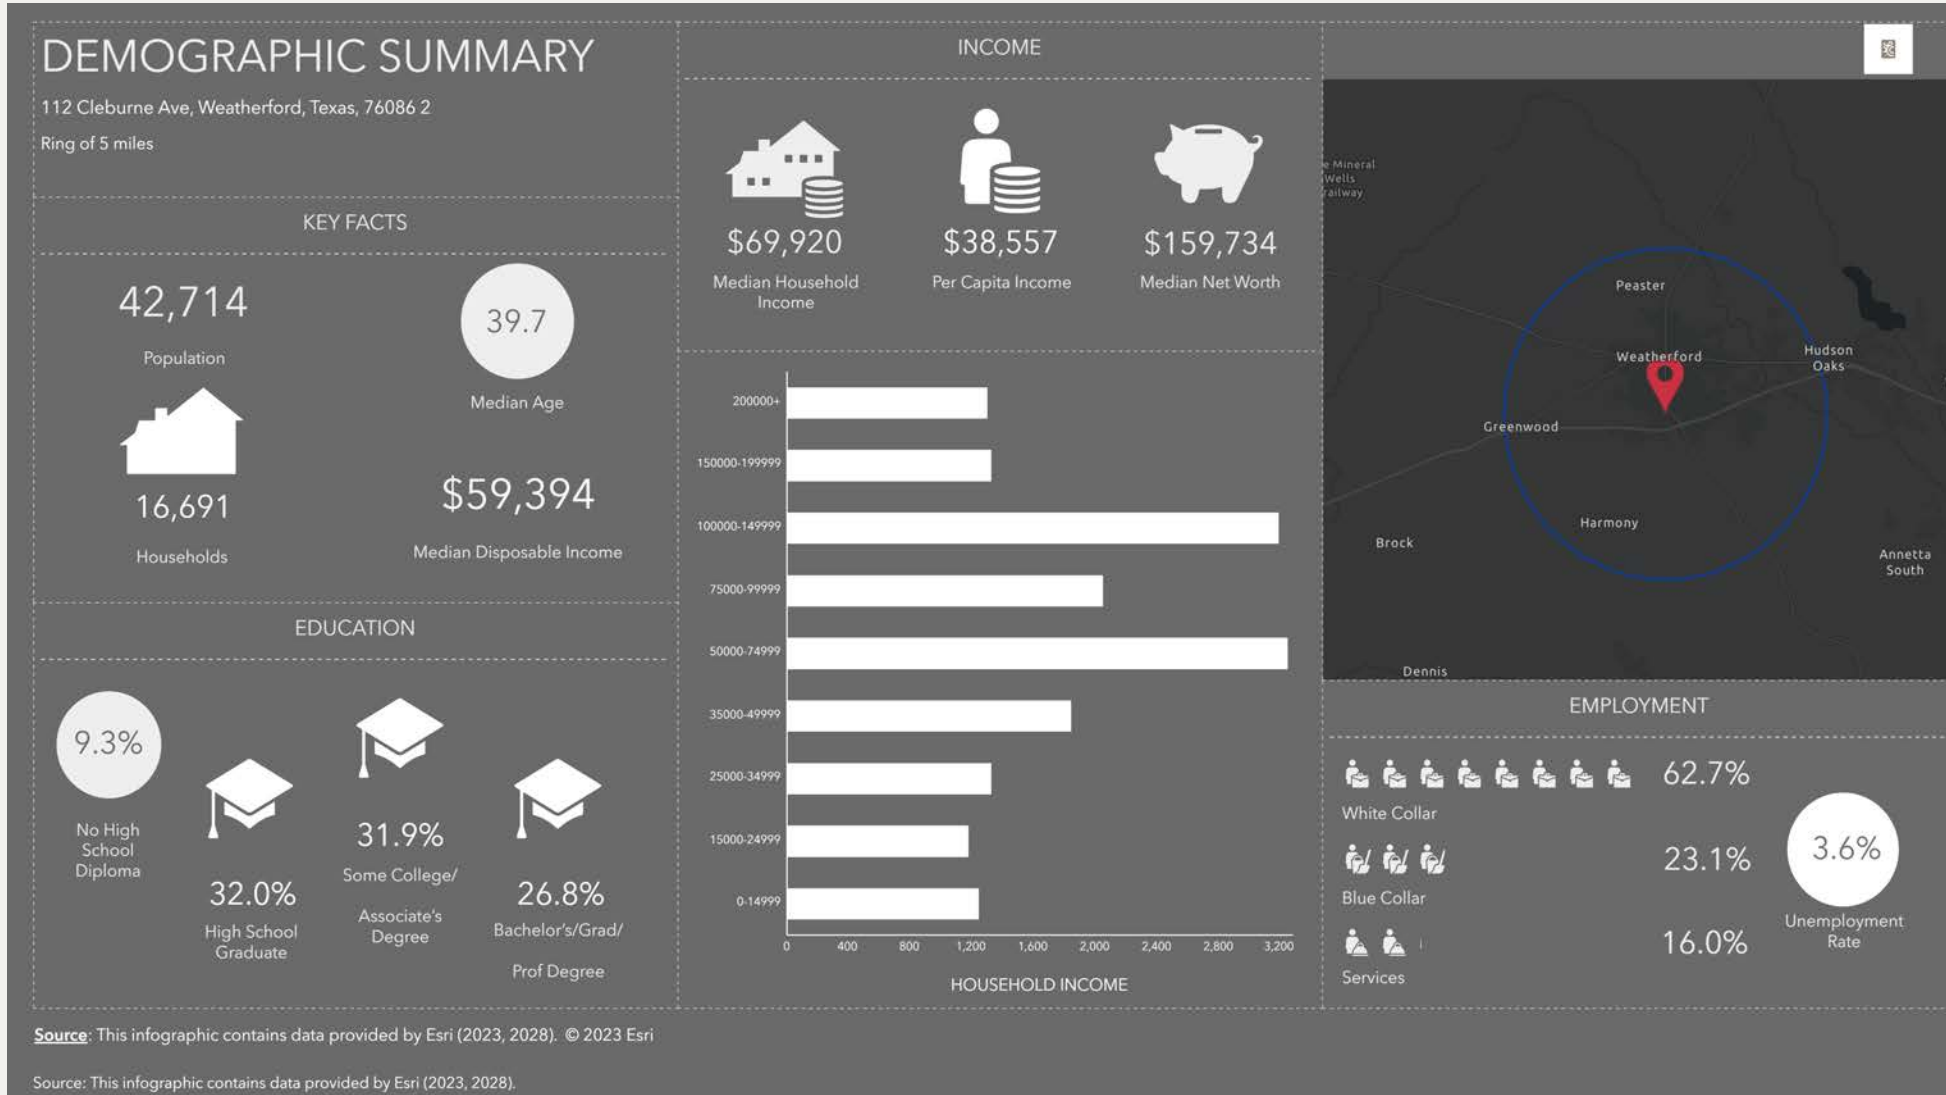 DEMOGRAPHIC SUMMARY
112 Cleburne Ave, Weatherford, Texas, 76086 2
Ring of 5 miles
KEY FACTS
42,714
Population
39.7
Median Age
16,691
Households
$59,394
Median Disposable Income
EDUCATION
9.3%
No High
School
Diploma
32.0%
High School
Graduate
31.9%
Some College/
Associate's
Degree
26.8%
Bachelor's/Grad/
Prof Degree
INCOME
$69,920
Median Household
Income
$38,557
Per Capita Income
$159,734
Median Net Worth
200000+
150000-199999
100000-149999
75000-99999
50000-74999
35000-49999
25000-34999
15000-24999
0-14999
0 400 800 1,200 1,600 2,000 2,400 2,800 3,200
HOUSEHOLD INCOME
e Mineral
Wells
railway
Peaster
Weatherford
Hudson
Oaks
Greenwood
Harmony
Brock
Annetta
South
Dennis
EMPLOYMENT
62.7%
White Collar
23.1%
Blue Collar
16.0%
Services
3.6%
Unemployment
Rate
Source: This infographic contains data provided by Esri (2023, 2028). © 2023 Esri
Source: This infographic contains data provided by Esri (2023, 2028).